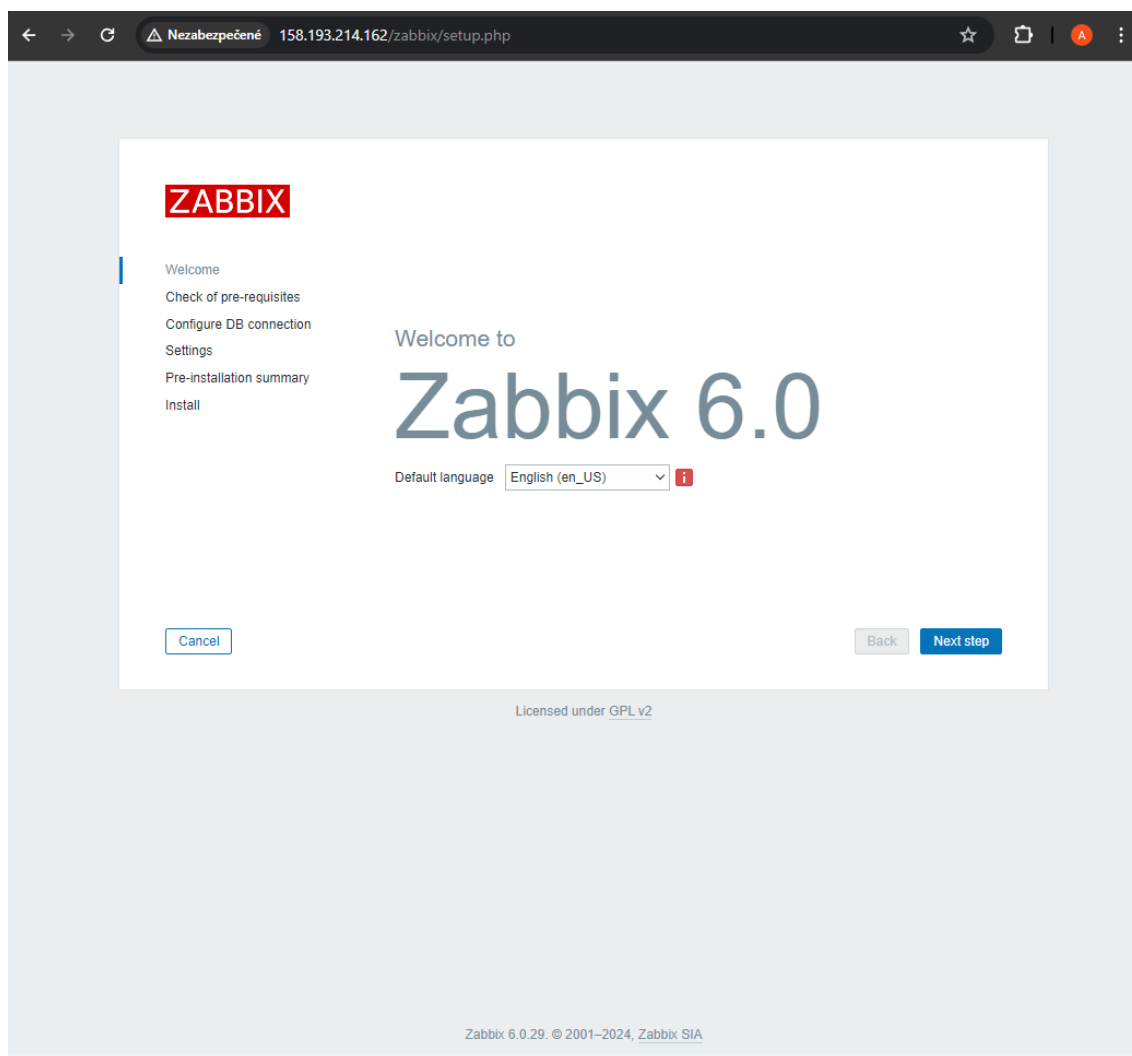 Nezabezpečené 158.193.214.162/zabbix/setup.php A
ZABBIX
Welcome
Check of pre-requisites
Configure DB connection
Settings
Pre-installation summary
Install
Welcome to
Zabbix 6.0
Default language English (en_US) i
Cancel Back Next step
Licensed under GPL v2
Zabbix 6.0.29. © 2001–2024, Zabbix SIA